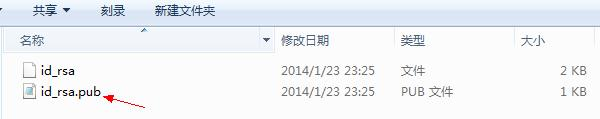 共享 刻录 新建文件夹
名称 修改日期 类型 大小
id_rsa 2014/1/23 23:25 文件 2 KB
id_rsa.pub 2014/1/23 23:25 PUB 文件 1 KB